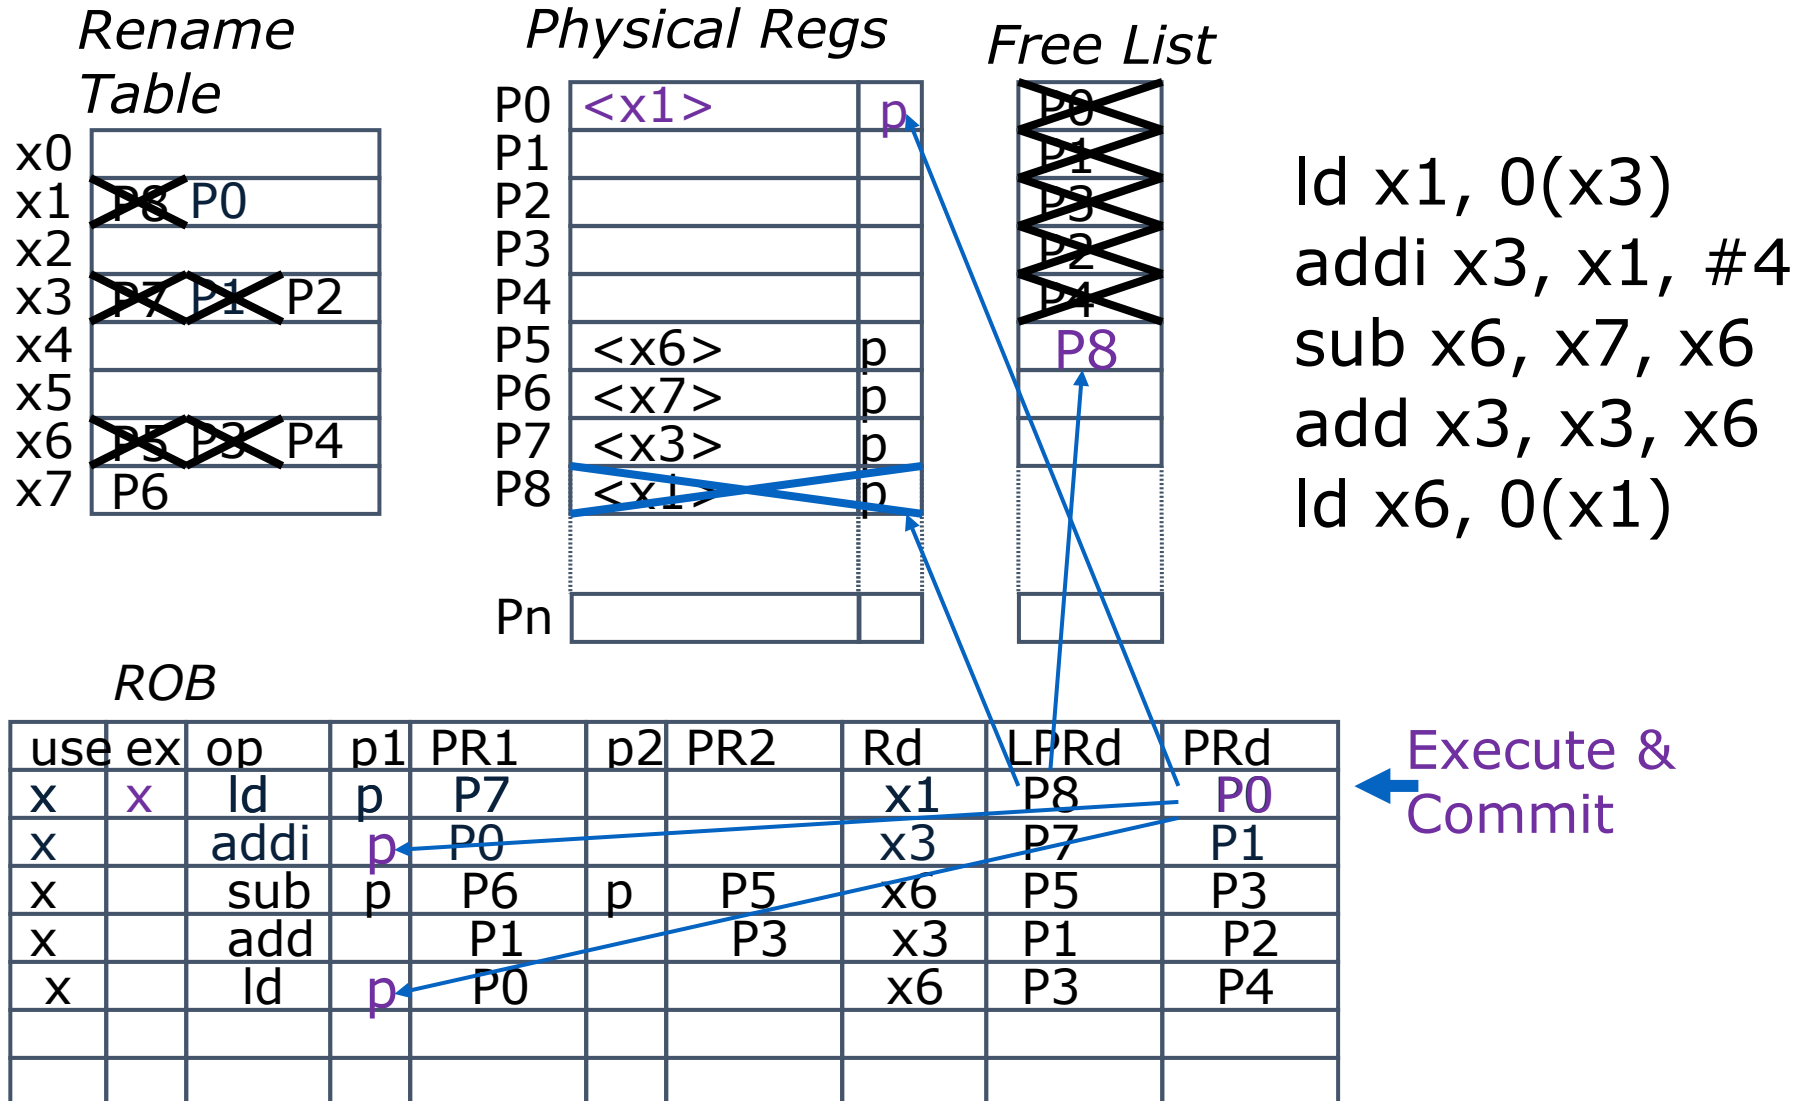 Rename
Table
x0
x1 P8 P0
x2
x3 P7 P1 P2
x4
x5
x6 P5 P3 P4
x7 P6
Physical Regs
P0 <x1> p
P1
P2
P3
P4
P5 <x6> p
P6 <x7> p
P7 <x3> p
P8 <x1> p
Pn
Free List
P0
P1
P3
P2
P4
P8
ld x1, 0(x3)
addi x3, x1, #4
sub x6, x7, x6
add x3, x3, x6
ld x6, 0(x1)
ROB
use ex op p1 PR1 p2 PR2 Rd LPRd PRd
x x ld p P7 x1 P8 P0
x addi p P0 x3 P7 P1
x sub p P6 p P5 x6 P5 P3
x add P1 P3 x3 P1 P2
x ld p P0 x6 P3 P4
Execute &
Commit